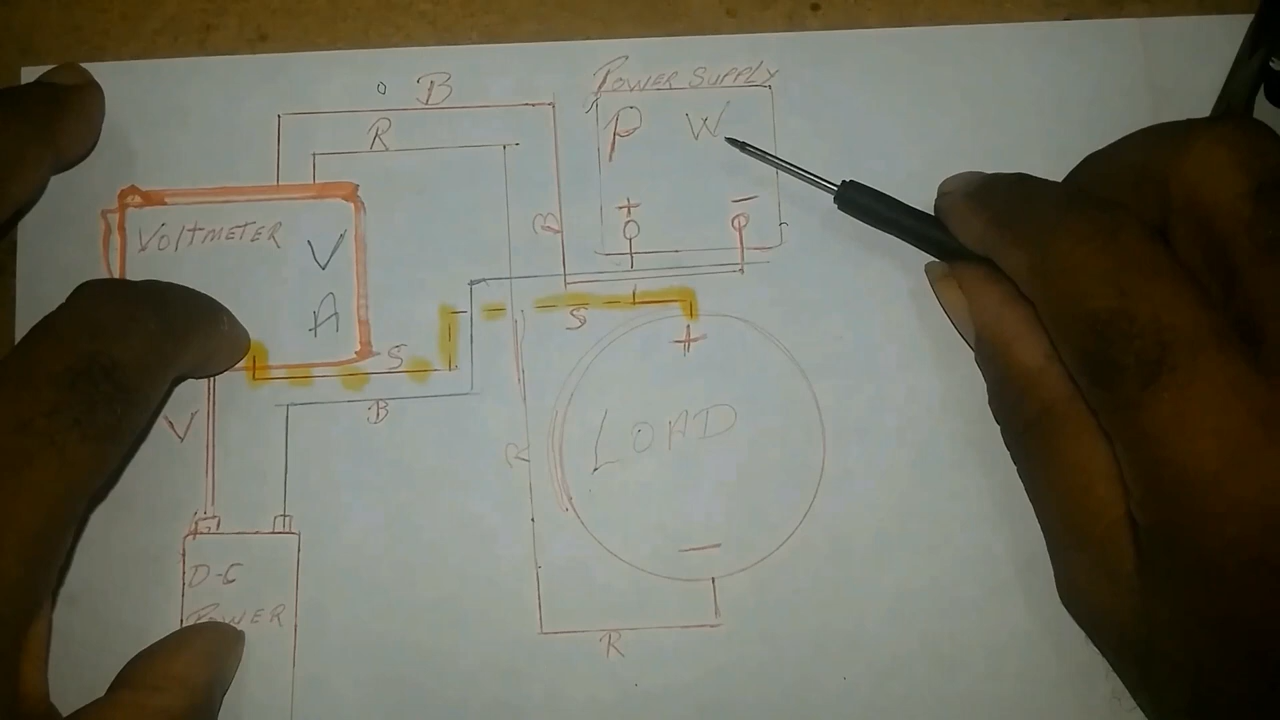 B
POWER SUPPLY
R
P W
B
+ −
VOLTMETER
V
A
S
S
+
B
V
LOAD
R
−
D-C
POWER
R